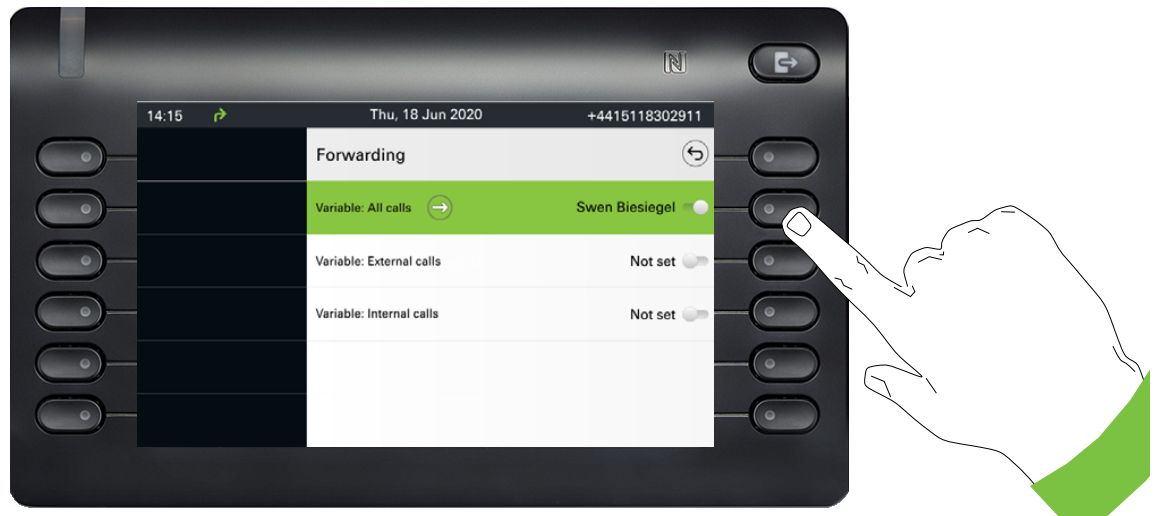 14:15 Thu, 18 Jun 2020 +4415118302911
Forwarding
Variable: All calls Swen Biesiegel
Variable: External calls Not set
Variable: Internal calls Not set